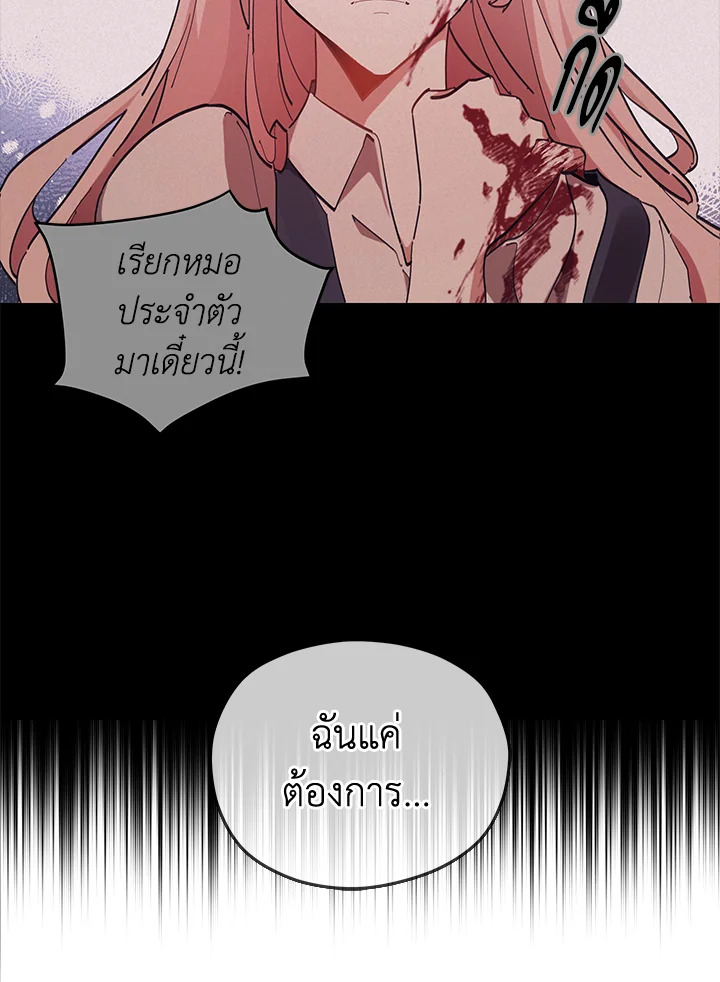 กึด
เรียกหมอ
ประจำตัว
มาเดี๋ยวนี้!
ฉันแค่
ต้องการ...